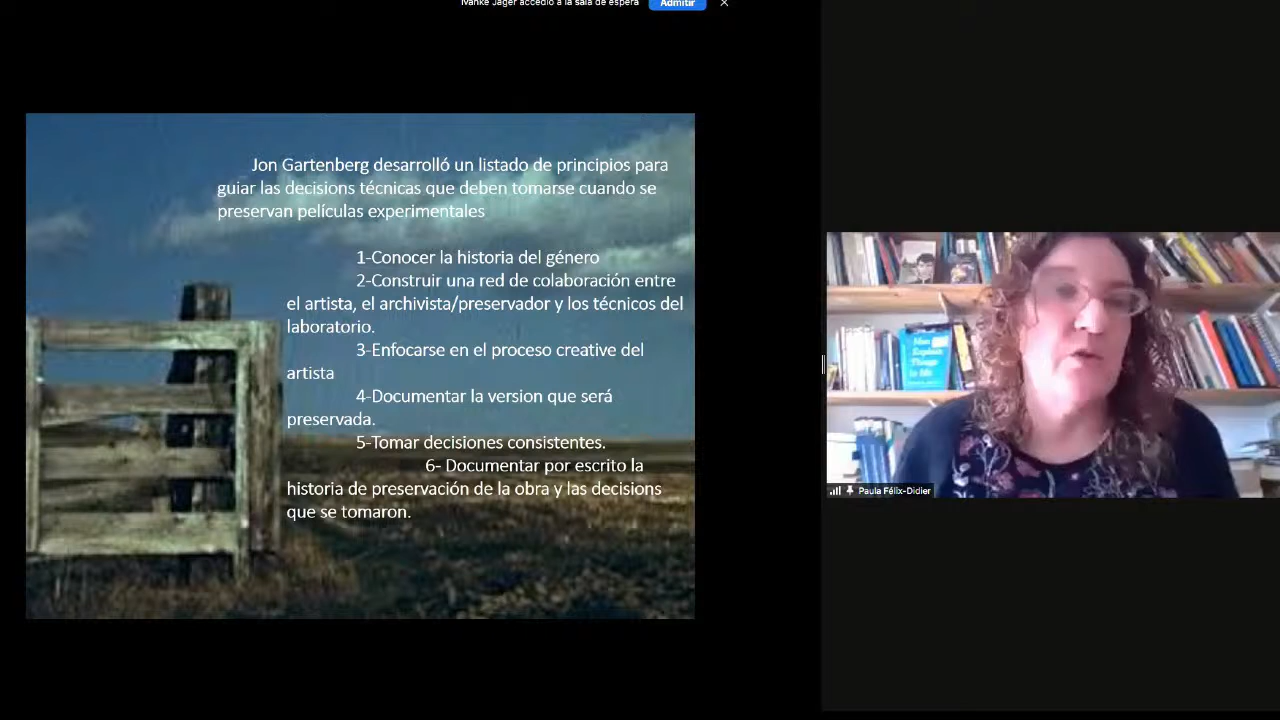 Ivanke Jager accedió a la sala de espera
Admitir
Jon Gartenberg desarrolló un listado de principios para
guiar las decisions técnicas que deben tomarse cuando se
preservan películas experimentales
1-Conocer la historia del género
2-Construir una red de colaboración entre
el artista, el archivista/preservador y los técnicos del
laboratorio.
3-Enfocarse en el proceso creative del
artista
4-Documentar la version que será
preservada.
5-Tomar decisiones consistentes.
6- Documentar por escrito la
historia de preservación de la obra y las decisions
que se tomaron.
Explain
Things
to Me
Paula Félix-Didier